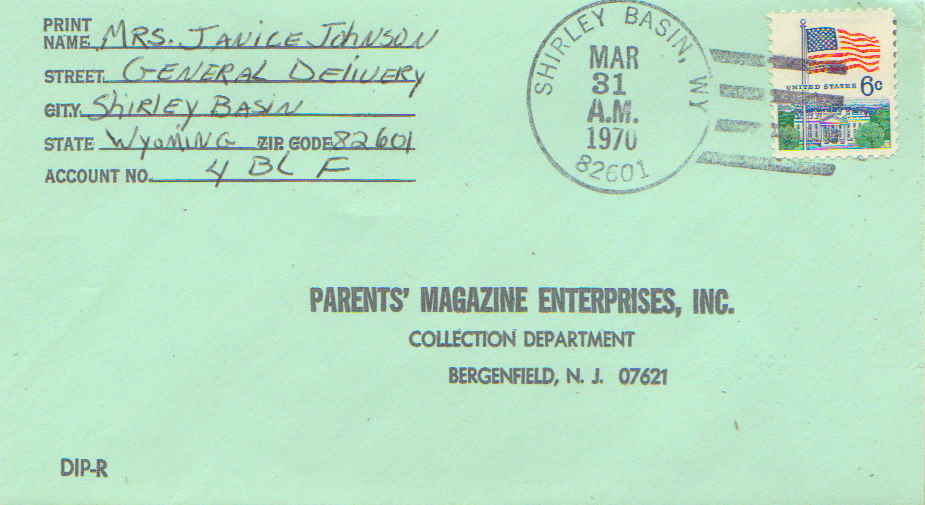 PRINT
NAME MRS. JANICE JOHNSON
STREET GENERAL DELIVERY
CITY SHIRLEY BASIN
STATE WYOMING ZIP CODE 82601
ACCOUNT NO. 4 BL F
SHIRLEY BASIN, WY
MAR
31
A.M.
1970
82601
UNITED STATES 6c
PARENTS' MAGAZINE ENTERPRISES, INC.
COLLECTION DEPARTMENT
BERGENFIELD, N. J. 07621
DIP-R